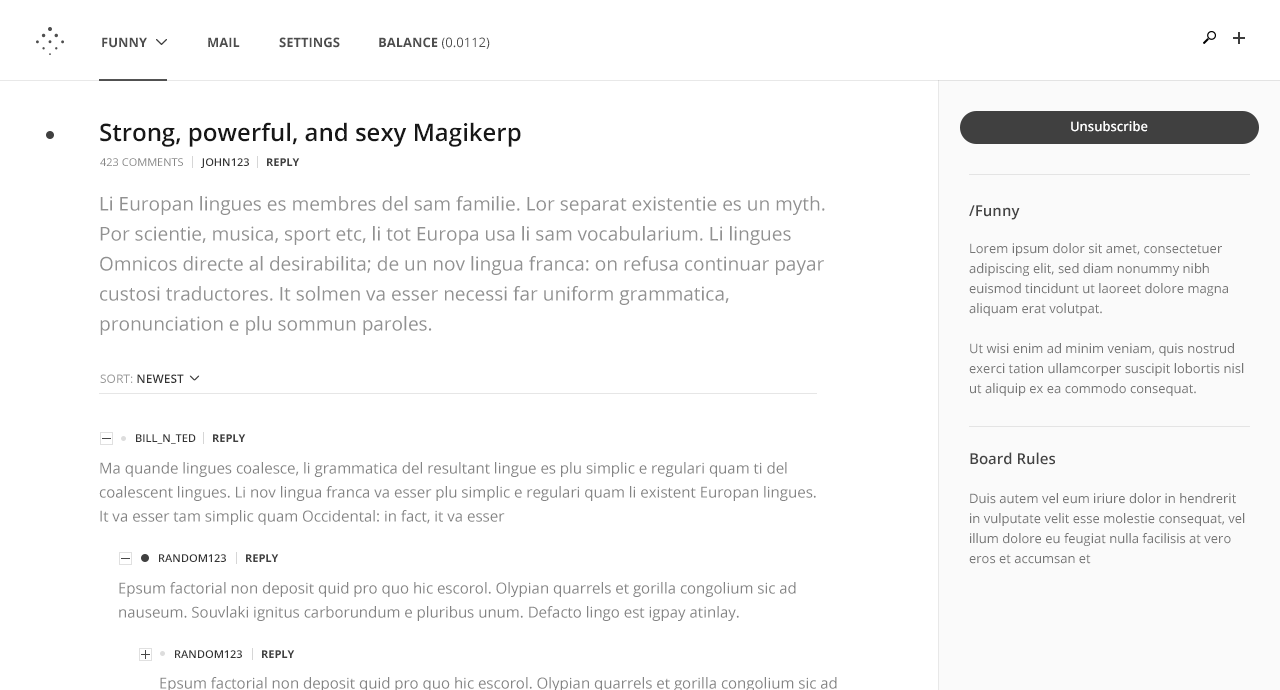 FUNNY
MAIL
SETTINGS
BALANCE (0.0112)
Strong, powerful, and sexy Magikerp
423 COMMENTS JOHN123 REPLY
Li Europan lingues es membres del sam familie. Lor separat existentie es un myth.
Por scientie, musica, sport etc, li tot Europa usa li sam vocabularium. Li lingues
Omnicos directe al desirabilita; de un nov lingua franca: on refusa continuar payar
custosi traductores. It solmen va esser necessi far uniform grammatica,
pronunciation e plu sommun paroles.
SORT: NEWEST
BILL_N_TED REPLY
Ma quande lingues coalesce, li grammatica del resultant lingue es plu simplic e regulari quam ti del
coalescent lingues. Li nov lingua franca va esser plu simplic e regulari quam li existent Europan lingues.
It va esser tam simplic quam Occidental: in fact, it va esser
RANDOM123 REPLY
Epsum factorial non deposit quid pro quo hic escorol. Olypian quarrels et gorilla congolium sic ad
nauseum. Souvlaki ignitus carborundum e pluribus unum. Defacto lingo est igpay atinlay.
RANDOM123 REPLY
Epsum factorial non deposit quid pro quo hic escorol. Olypian quarrels et gorilla congolium sic ad
Unsubscribe
/Funny
Lorem ipsum dolor sit amet, consectetuer
adipiscing elit, sed diam nonummy nibh
euismod tincidunt ut laoreet dolore magna
aliquam erat volutpat.
Ut wisi enim ad minim veniam, quis nostrud
exerci tation ullamcorper suscipit lobortis nisl
ut aliquip ex ea commodo consequat.
Board Rules
Duis autem vel eum iriure dolor in hendrerit
in vulputate velit esse molestie consequat, vel
illum dolore eu feugiat nulla facilisis at vero
eros et accumsan et